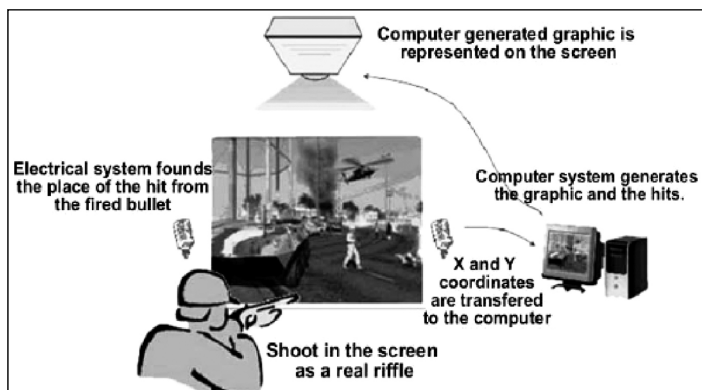 Computer generated graphic is
represented on the screen
Electrical system founds
the place of the hit from
the fired bullet
Computer system generates
the graphic and the hits.
X and Y
coordinates
are transfered
to the computer
Shoot in the screen
as a real riffle